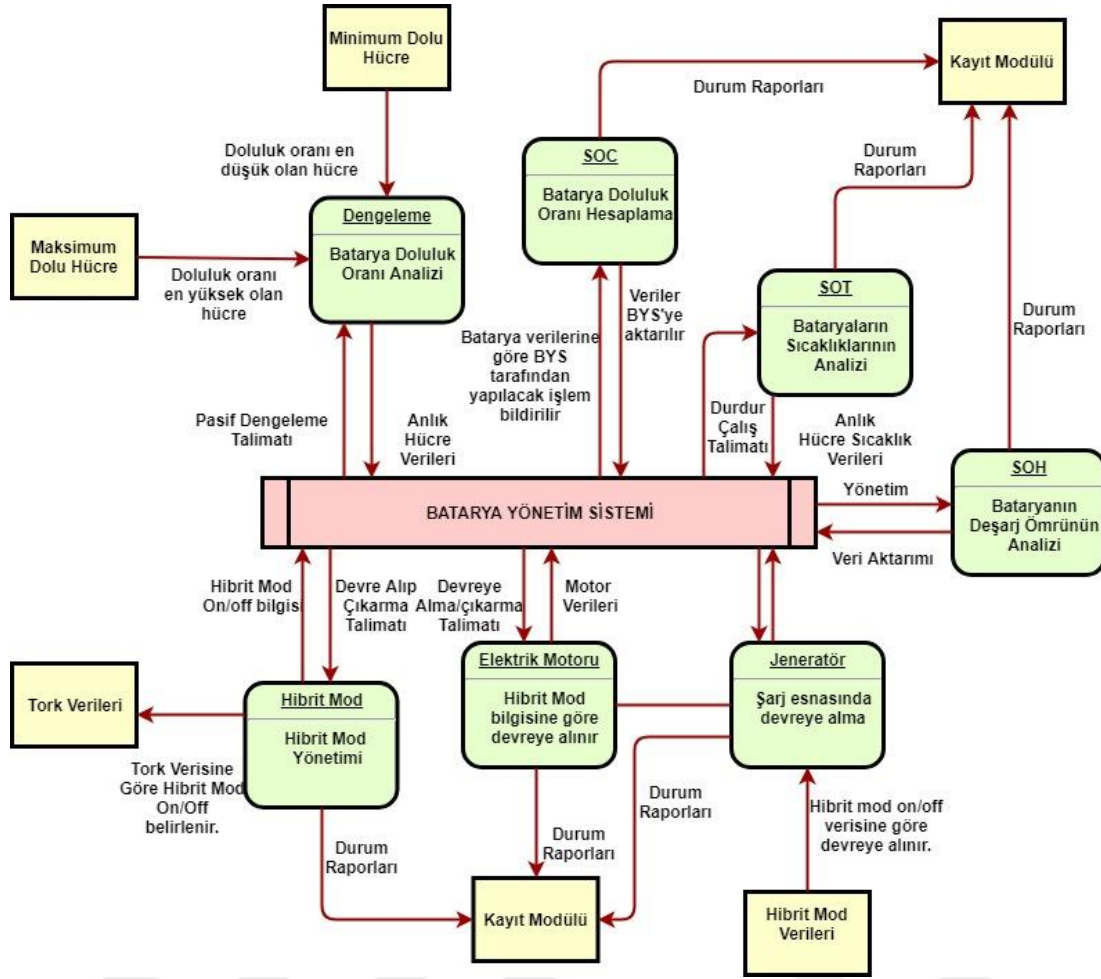 Minimum Dolu
Hücre
Kayıt Modülü
Durum Raporları
SOC
Batarya Doluluk
Oranı Hesaplama
Doluluk oranı en
düşük olan hücre
Durum
Raporları
Dengeleme
Batarya Doluluk
Oranı Analizi
Maksimum
Dolu Hücre
Doluluk oranı
en yüksek olan
hücre
SOT
Bataryaların
Sıcaklıklarının
Analizi
Durum
Raporları
Veriler
BYS'ye
aktarılır
Batarya verilerine
göre BYS
tarafından
yapılacak işlem
bildirilir
Pasif Dengeleme
Talimatı
Anlık
Hücre
Verileri
Durdur
Çalış
Talimatı
Anlık
Hücre Sıcaklık
Verileri
SOH
Bataryanın
Deşarj Ömrünün
Analizi
Yönetim
BATARYA YÖNETİM SİSTEMİ
Veri Aktarımı
Hibrit Mod
On/off bilgisi
Devre Alıp
Çıkarma
Talimatı
Devreye
Alma/çıkarma
Talimatı
Motor
Verileri
Elektrik Motoru
Hibrit Mod
bilgisine göre
devreye alınır
Jeneratör
Şarj esnasında
devreye alma
Tork Verileri
Hibrit Mod
Hibrit Mod
Yönetimi
Tork Verisine
Göre Hibrit Mod
On/Off
belirlenir.
Durum
Raporları
Durum
Raporları
Durum
Raporları
Hibrit mod on/off
verisine göre
devreye alınır.
Kayıt Modülü
Hibrit Mod
Verileri